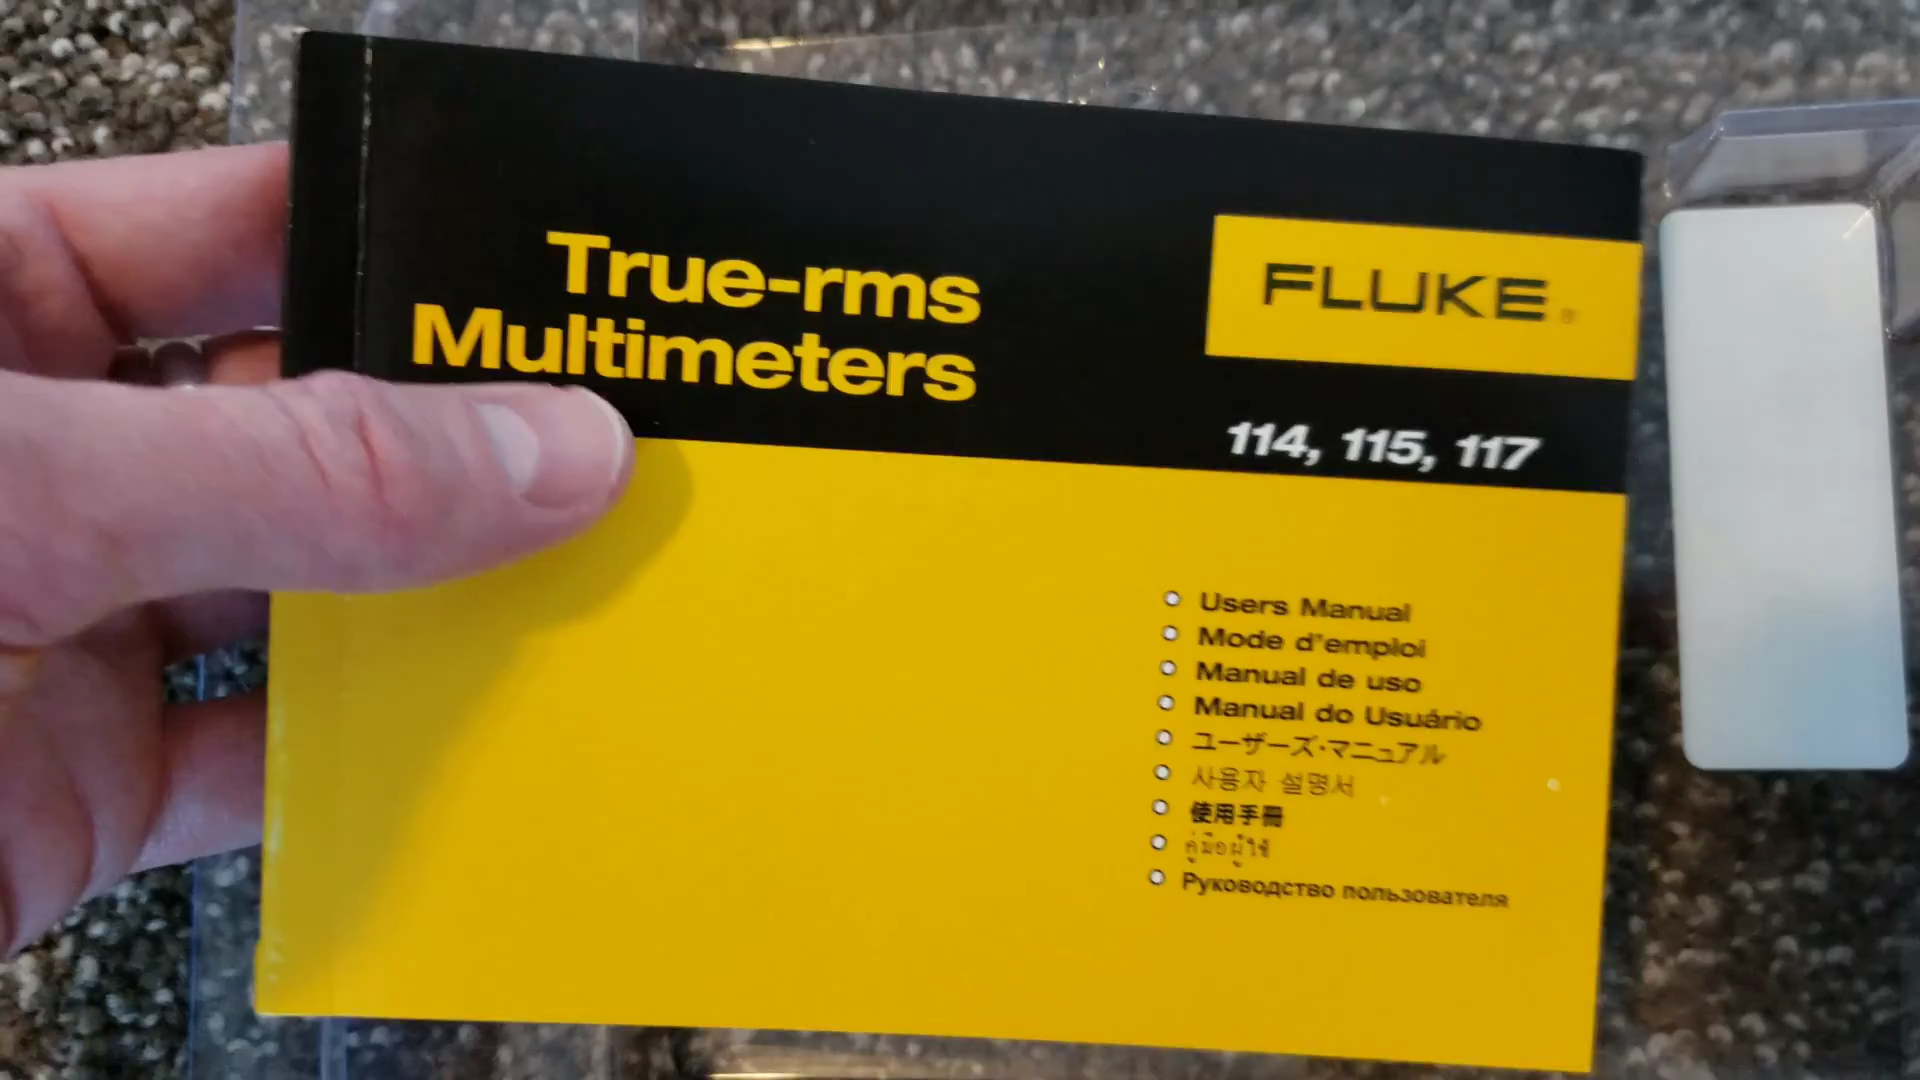 True-rms
Multimeters
FLUKE®
114, 115, 117
Users Manual
Mode d'emploi
Manual de uso
Manual do Usuário
ユーザーズ・マニュアル
사용자 설명서
使用手冊
คู่มือผู้ใช้
Руководство пользователя